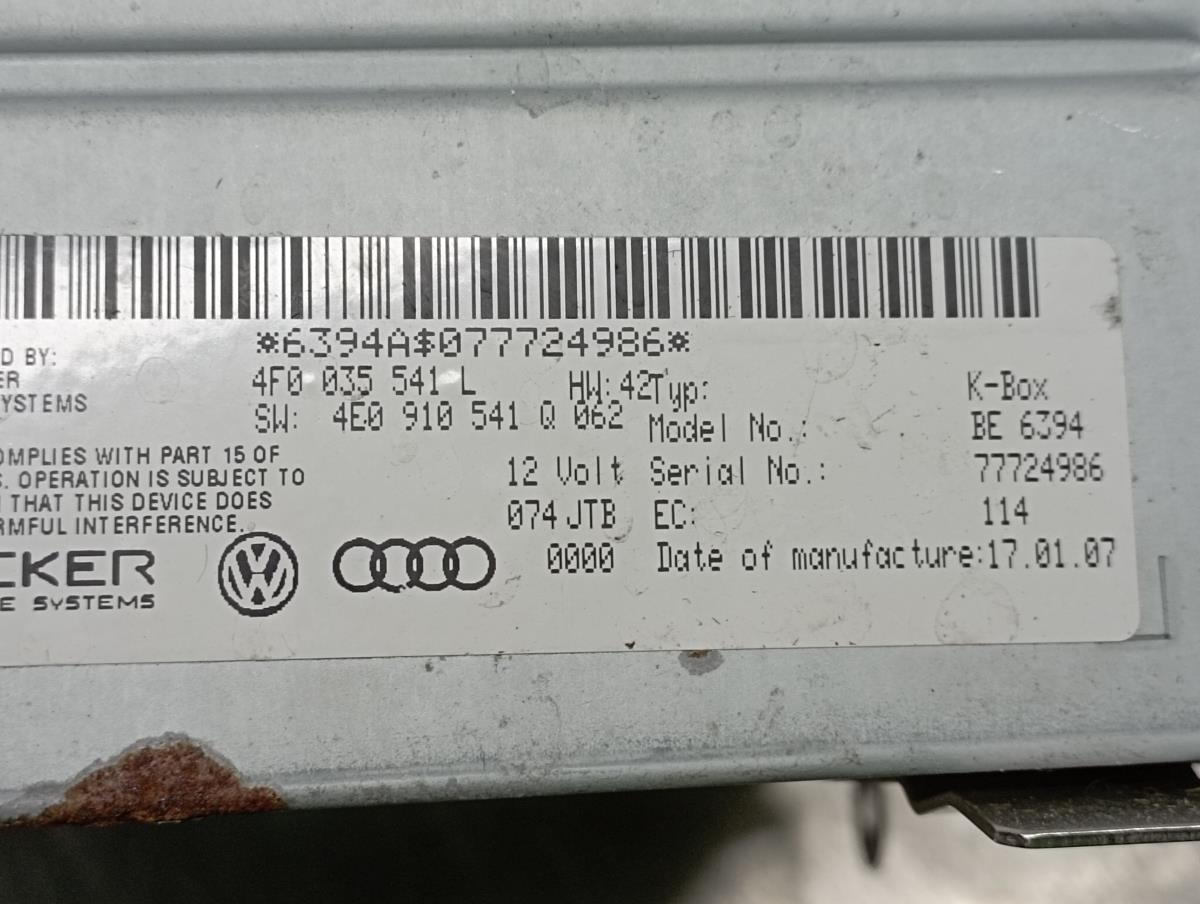 *6394A$077724986*
D BY:
ER
YSTEMS
4F0 035 541 L HW: 42
SW: 4E0 910 541 Q 062
Typ: K-Box
Model No.: BE 6394
Serial No.: 77724986
EC: 114
Date of manufacture: 17.01.07
12 Volt
074 JTB
0000
OMPLIES WITH PART 15 OF
S. OPERATION IS SUBJECT TO
N THAT THIS DEVICE DOES
ARMFUL INTERFERENCE.
CKER
E SYSTEMS